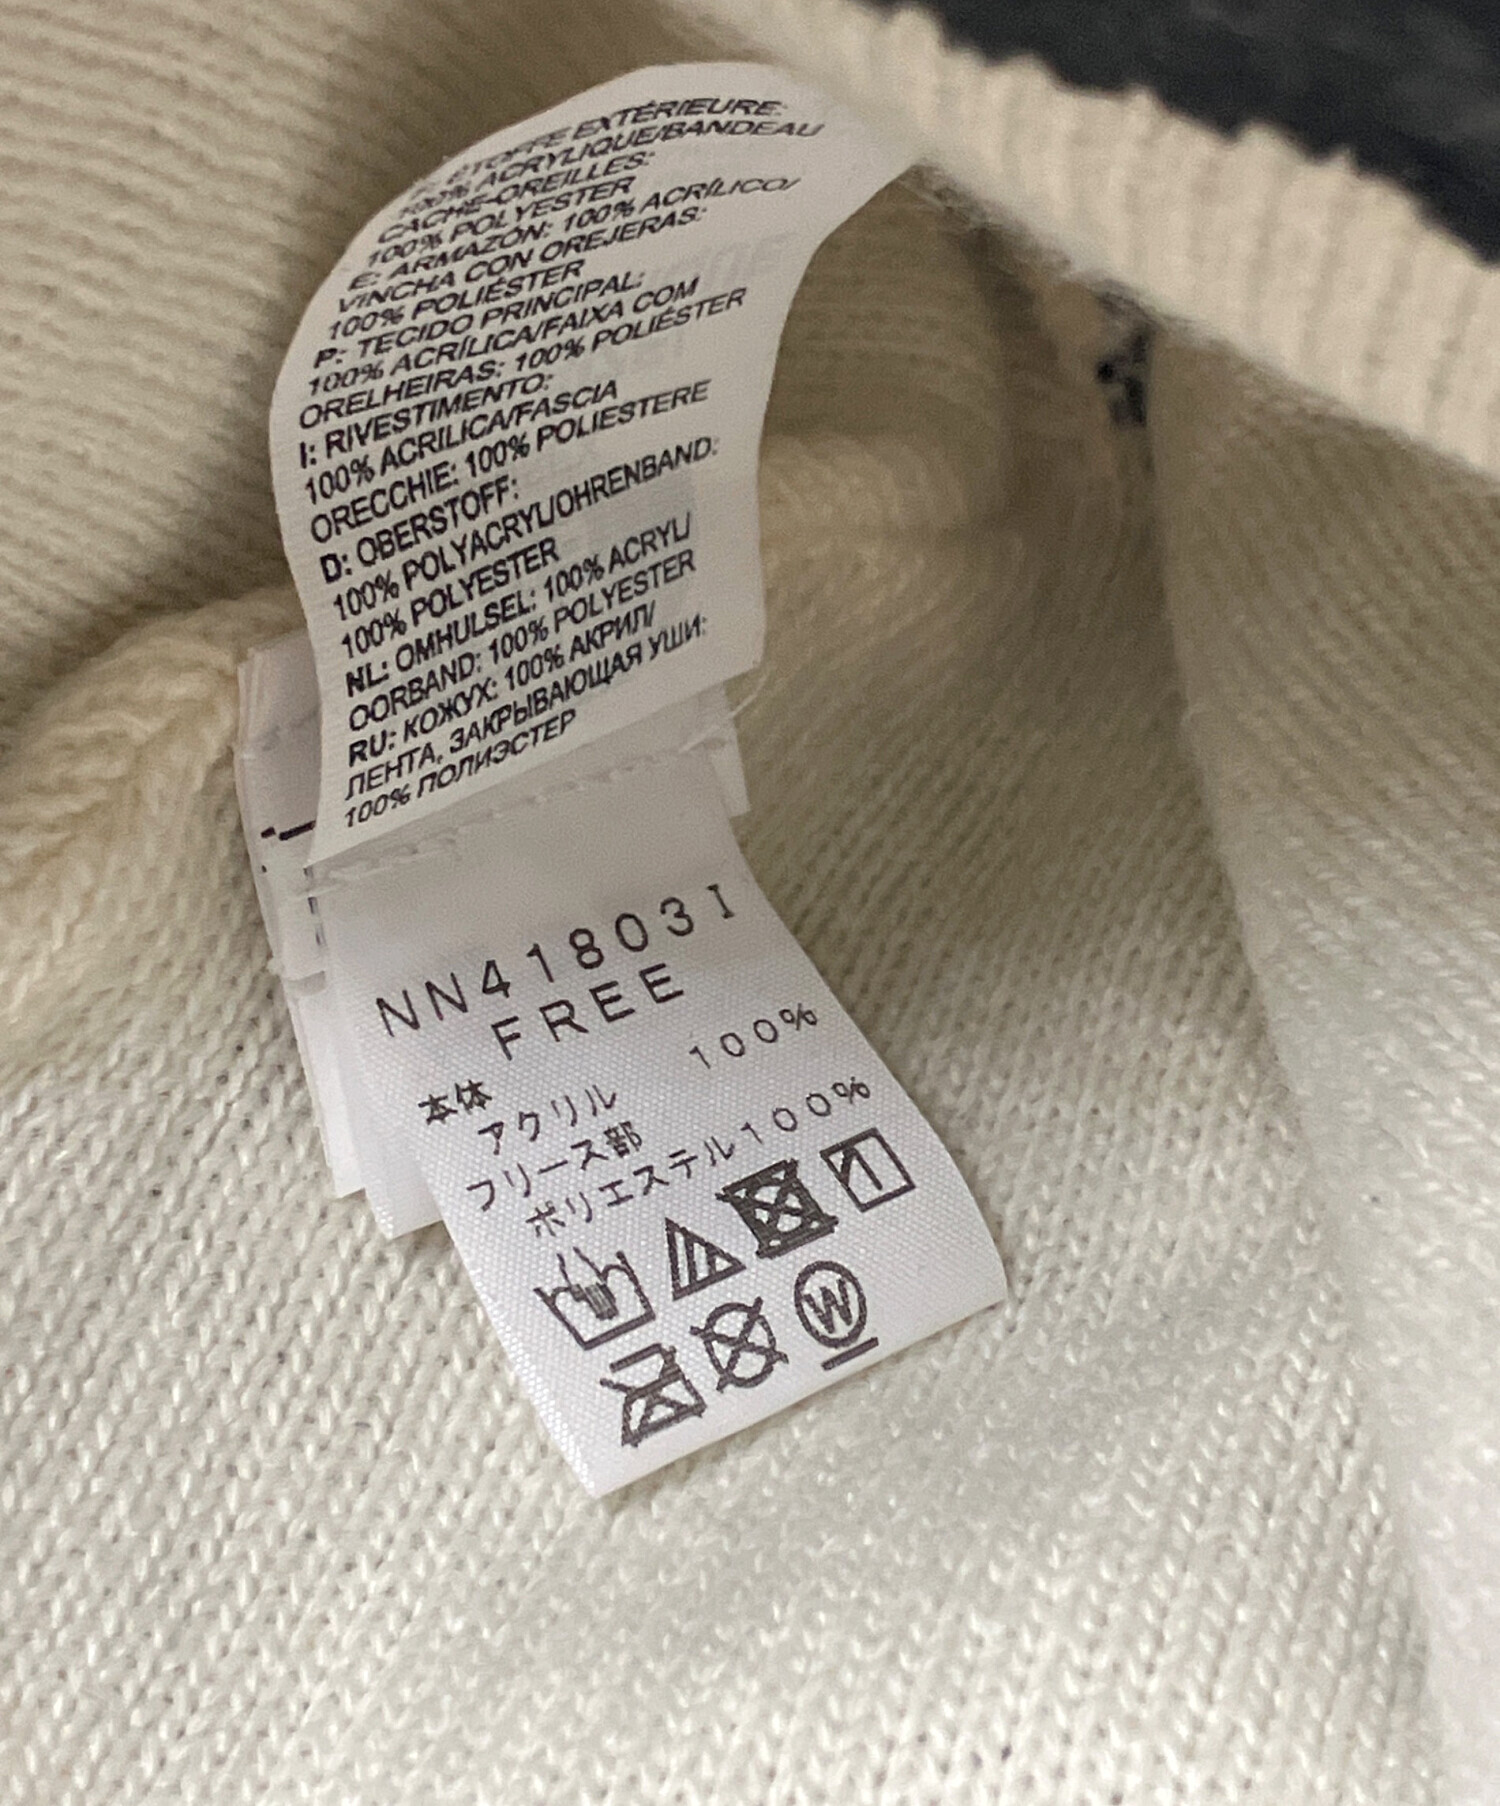 F: ÉTOFFE EXTÉRIEURE:
100% ACRYLIQUE/BANDEAU
CACHE-OREILLES:
100% POLYESTER
E: ARMAZÓN: 100% ACRÍLICO/
VINCHA CON OREJERAS:
100% POLIÉSTER
P: TECIDO PRINCIPAL:
100% ACRÍLICA/FAIXA COM
ORELHEIRAS: 100% POLIÉSTER
I: RIVESTIMENTO:
100% ACRILICA/FASCIA
ORECCHIE: 100% POLIESTERE
D: OBERSTOFF:
100% POLYACRYL/OHRENBAND:
100% POLYESTER
NL: OMHULSEL: 100% ACRYL/
OORBAND: 100% POLYESTER
RU: КОЖУХ: 100% АКРИЛ/
ЛЕНТА, ЗАКРЫВАЮЩАЯ УШИ:
100% ПОЛИЭСТЕР
NN41803I
FREE
本体
アクリル 100%
フリース部
ポリエステル100%
1
W